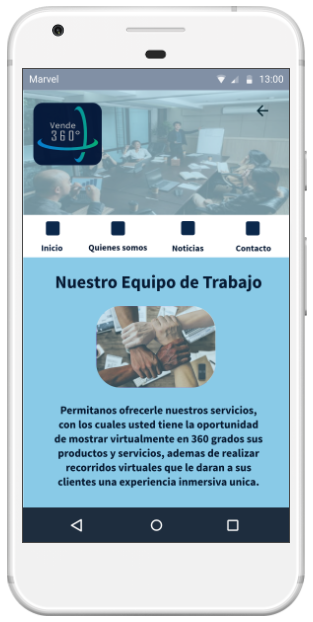 Marvel
13:00
Vende
360°
Inicio
Quienes somos
Noticias
Contacto
Nuestro Equipo de Trabajo
Permitanos ofrecerle nuestros servicios,
con los cuales usted tiene la oportunidad
de mostrar virtualmente en 360 grados sus
productos y servicios, ademas de realizar
recorridos virtuales que le daran a sus
clientes una experiencia inmersiva unica.